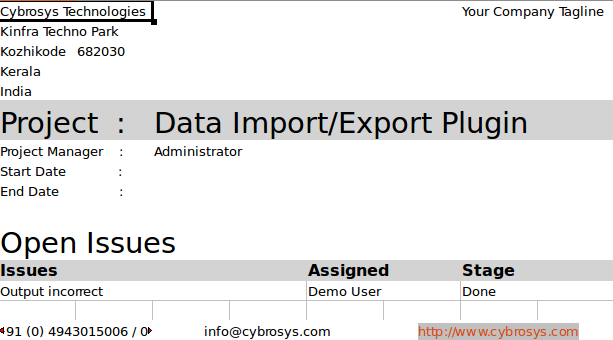 Cybrosys Technologies Your Company Tagline
Kinfra Techno Park
Kozhikode 682030
Kerala
India
Project : Data Import/Export Plugin
Project Manager : Administrator
Start Date :
End Date :
Open Issues
Issues Assigned Stage
Output incorrect Demo User Done
91 (0) 4943015006 / 0 info@cybrosys.com http://www.cybrosys.com